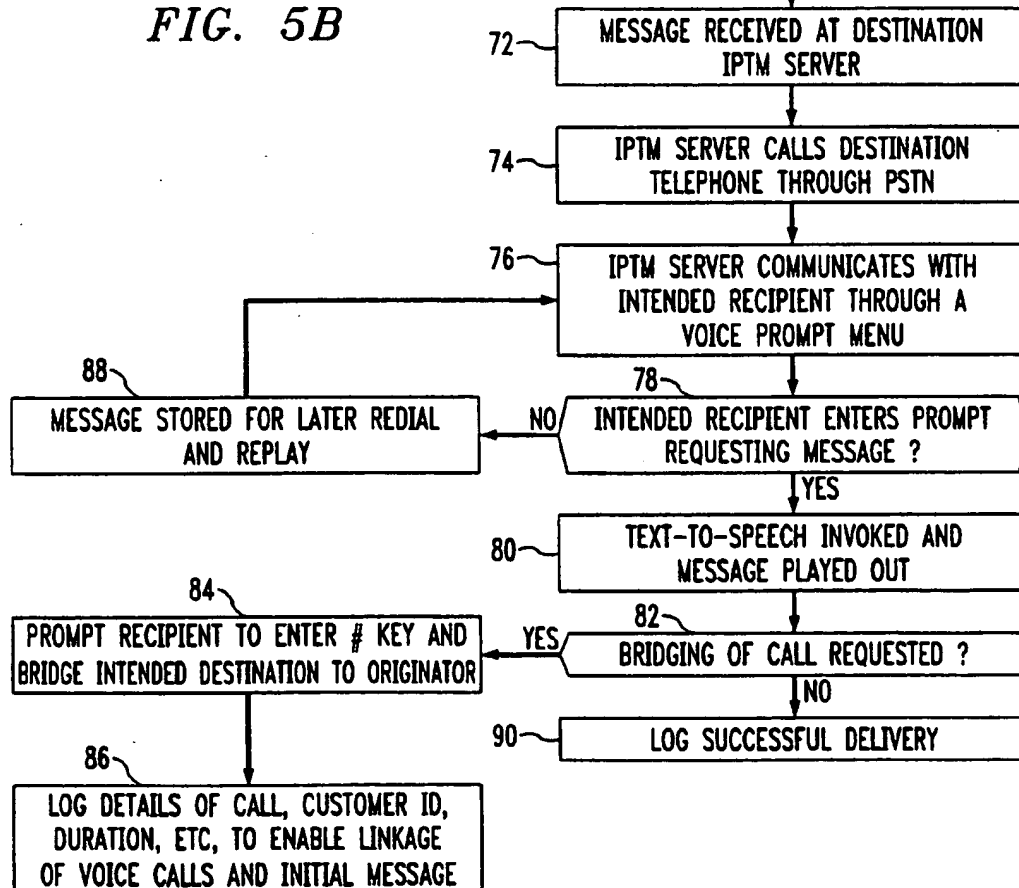 FIG. 5B
72
MESSAGE RECEIVED AT DESTINATION
IPTM SERVER
74
IPTM SERVER CALLS DESTINATION
TELEPHONE THROUGH PSTN
76
IPTM SERVER COMMUNICATES WITH
INTENDED RECIPIENT THROUGH A
VOICE PROMPT MENU
88
MESSAGE STORED FOR LATER REDIAL
AND REPLAY
NO
78
INTENDED RECIPIENT ENTERS PROMPT
REQUESTING MESSAGE ?
YES
80
TEXT-TO-SPEECH INVOKED AND
MESSAGE PLAYED OUT
84
PROMPT RECIPIENT TO ENTER # KEY AND
BRIDGE INTENDED DESTINATION TO ORIGINATOR
YES
82
BRIDGING OF CALL REQUESTED ?
NO
90
LOG SUCCESSFUL DELIVERY
86
LOG DETAILS OF CALL, CUSTOMER ID,
DURATION, ETC, TO ENABLE LINKAGE
OF VOICE CALLS AND INITIAL MESSAGE